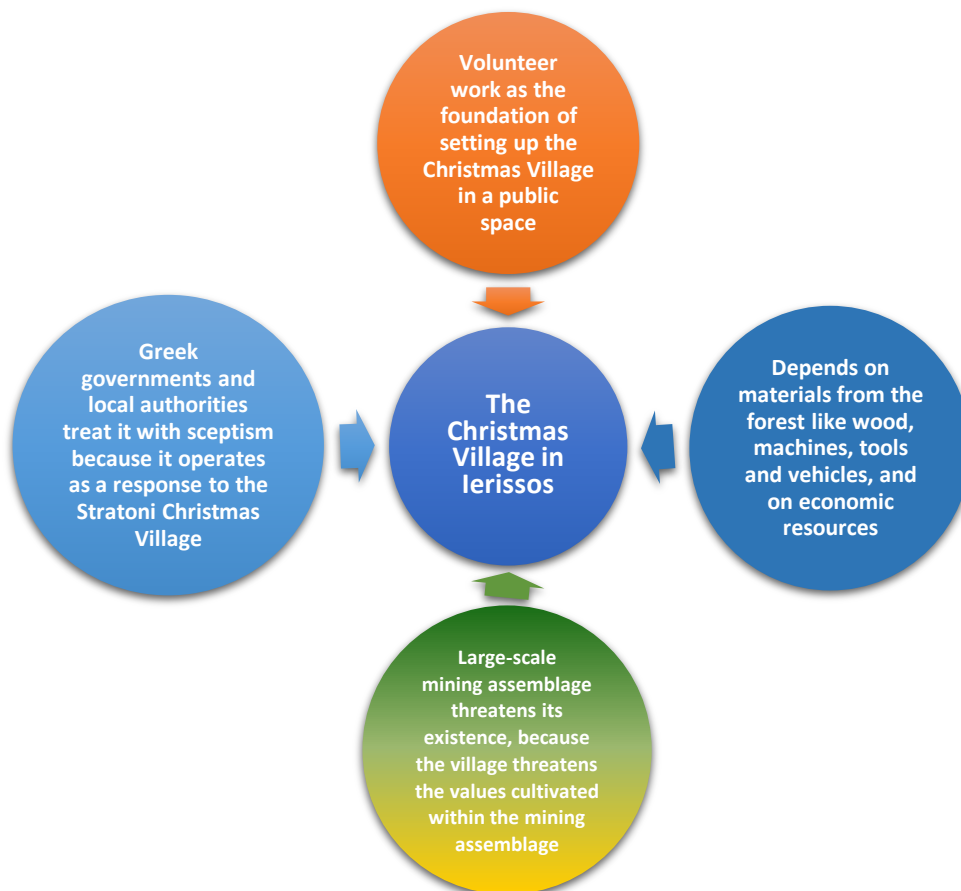 Volunteer
work as the
foundation of
setting up the
Christmas Village
in a public
space
Greek
governments and
local authorities
treat it with sceptism
because it operates
as a response to the
Stratoni Christmas
Village
The
Christmas
Village in
Ierissos
Depends on
materials from the
forest like wood,
machines, tools
and vehicles, and
on economic
resources
Large-scale
mining assemblage
threatens its
existence, because
the village threatens
the values cultivated
within the mining
assemblage